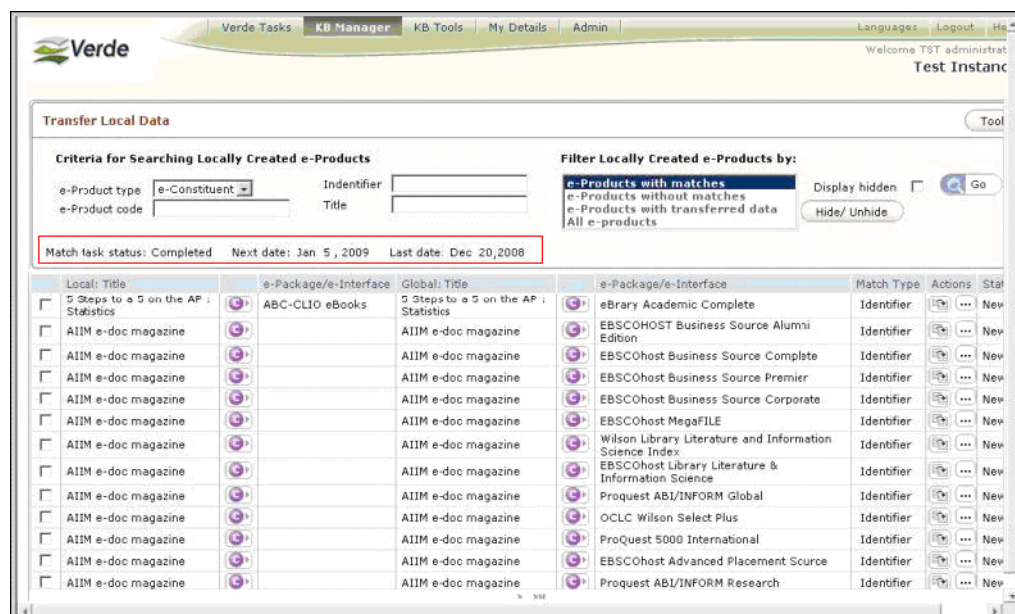 Verde Tasks KB Manager KB Tools My Details Admin Languages Logout He
Verde
Welcome TST administrat
Test Instanc
Transfer Local Data
Tool
Criteria for Searching Locally Created e-Products
Filter Locally Created e-Products by:
e-Product type e-Constituent Indentifier
e-Product code Title
e-Products with matches
e-Products without matches
e-Products with transferred data
All e-products
Display hidden Go
Hide/ Unhide
Match task status: Completed Next date: Jan 5 , 2009 Last date: Dec 20,2008
Local: Title e-Package/e-Interface Global: Title e-Package/e-Interface Match Type Actions Stat
5 Steps to a 5 on the AP : Statistics ABC-CLIO eBooks 5 Steps to a 5 on the AP : Statistics eBrary Academic Complete Identifier New
AIIM e-doc magazine AIIM e-doc magazine EBSCOHOST Business Source Alumni Edition Identifier New
AIIM e-doc magazine AIIM e-doc magazine EBSCOhost Business Source Complete Identifier New
AIIM e-doc magazine AIIM e-doc magazine EBSCOhost Business Source Premier Identifier New
AIIM e-doc magazine AIIM e-doc magazine EBSCOhost Business Source Corporate Identifier New
AIIM e-doc magazine AIIM e-doc magazine EBSCOhost MegaFILE Identifier New
AIIM e-doc magazine AIIM e-doc magazine Wilson Library Literature and Information Science Index Identifier New
AIIM e-doc magazine AIIM e-doc magazine EBSCOhost Library Literature & Information Science Identifier New
AIIM e-doc magazine AIIM e-doc magazine Proquest ABI/INFORM Global Identifier New
AIIM e-doc magazine AIIM e-doc magazine OCLC Wilson Select Plus Identifier New
AIIM e-doc magazine AIIM e-doc magazine ProQuest 5000 International Identifier New
AIIM e-doc magazine AIIM e-doc magazine EBSCOhost Advanced Placement Source Identifier New
AIIM e-doc magazine AIIM e-doc magazine Proquest ABI/INFORM Research Identifier New